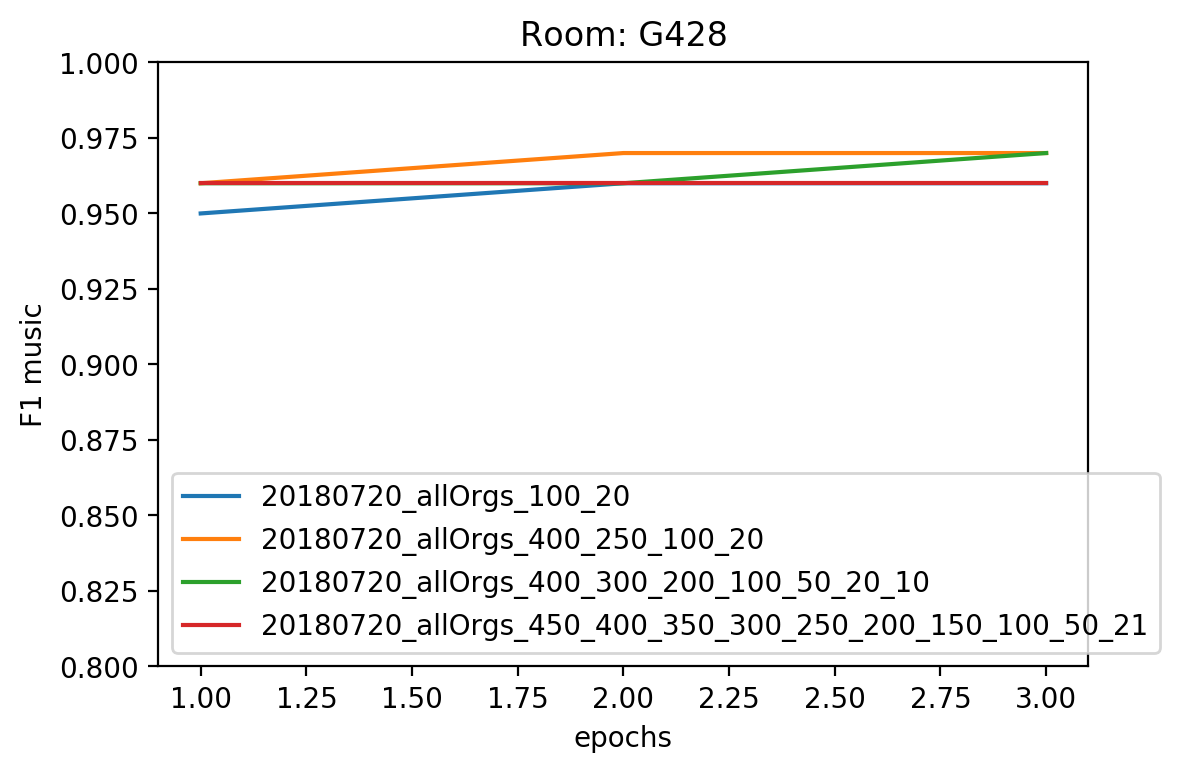 Room: G428
1.000
0.975
0.950
0.925
0.900
0.875
0.850
0.825
0.800
F1 music
20180720_allOrgs_100_20
20180720_allOrgs_400_250_100_20
20180720_allOrgs_400_300_200_100_50_20_10
20180720_allOrgs_450_400_350_300_250_200_150_100_50_21
1.00 1.25 1.50 1.75 2.00 2.25 2.50 2.75 3.00
epochs